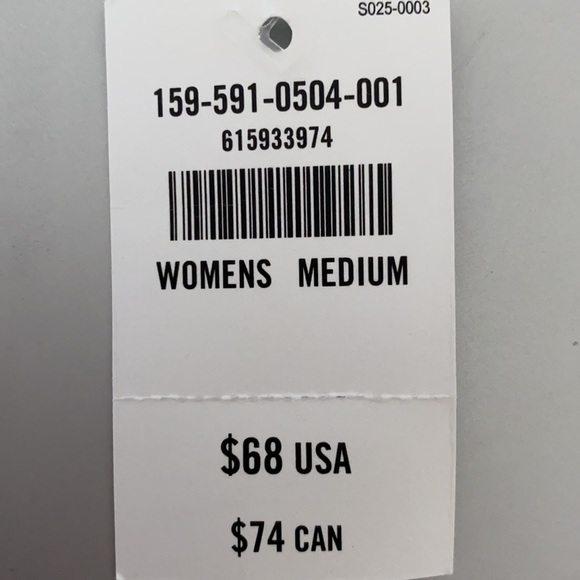 S025-0003
159-591-0504-001
615933974
WOMENS MEDIUM
$68 USA
$74 CAN